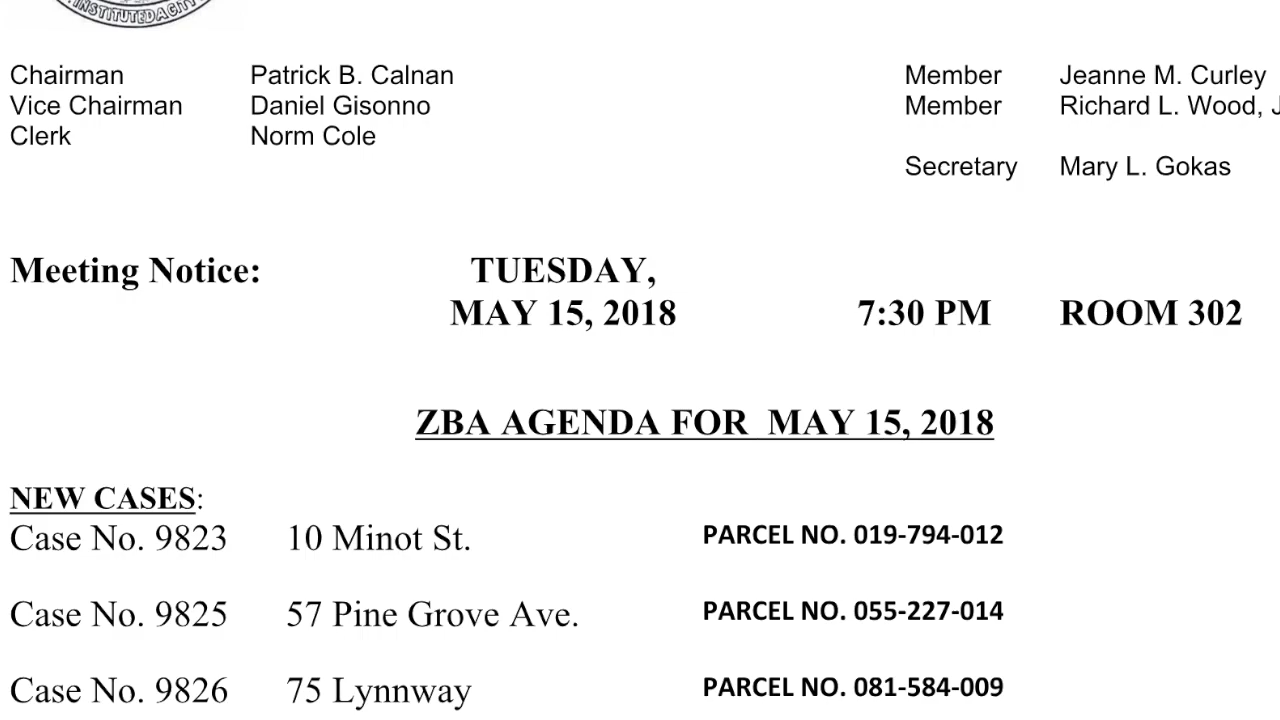 INSTITUTED A CITY
Chairman Patrick B. Calnan Member Jeanne M. Curley
Vice Chairman Daniel Gisonno Member Richard L. Wood, J
Clerk Norm Cole
Secretary Mary L. Gokas
Meeting Notice: TUESDAY,
MAY 15, 2018 7:30 PM ROOM 302
ZBA AGENDA FOR MAY 15, 2018
NEW CASES:
Case No. 9823 10 Minot St. PARCEL NO. 019-794-012
Case No. 9825 57 Pine Grove Ave. PARCEL NO. 055-227-014
Case No. 9826 75 Lynnway PARCEL NO. 081-584-009